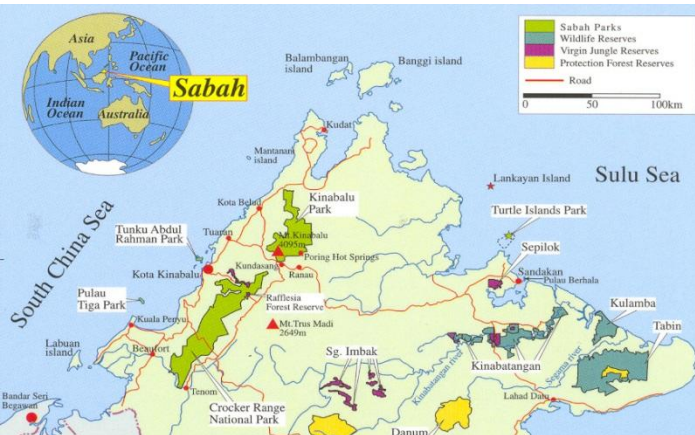 Asia
Pacific
Ocean
Sabah
Indian
Ocean
Australia
Balambangan
island
Banggi island
Sabah Parks
Wildlife Reserves
Virgin Jungle Reserves
Protection Forest Reserves
Road
0 50 100km
Kudat
Mantanani
island
Lankayan Island
Sulu Sea
Kota Belud
Kinabalu
Park
Turtle Islands Park
Tunku Abdul
Rahman Park
Tuaran
Mt.Kinabalu
4095m
Poring Hot Springs
Sepilok
South China Sea
Kota Kinabalu
Kundasang
Ranau
Sandakan
Pulau Berhala
Pulau
Tiga Park
Rafflesia
Forest Reserve
Kulamba
Kuala Penyu
Mt.Trus Madi
2649m
Tabin
Labuan
island
Beaufort
Sg. Imbak
Kinabatangan river
Kinabatangan
Segama river
Bandar Seri
Begawan
Tenom
Lahad Datu
Crocker Range
National Park
Danum